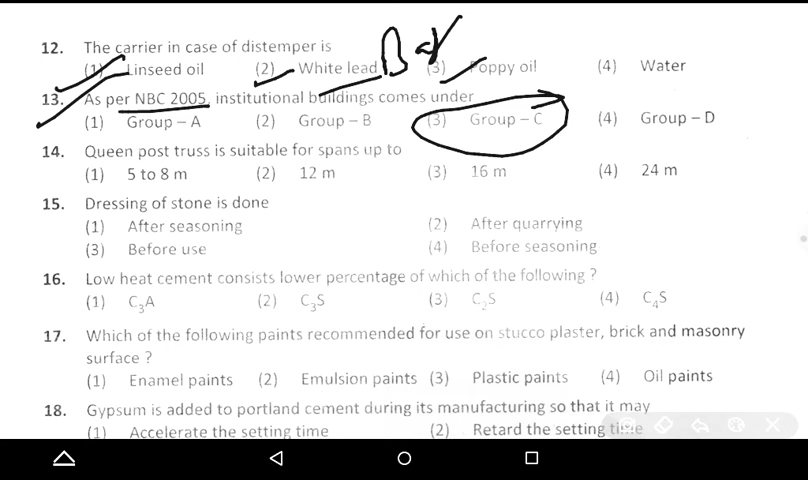 12. The carrier in case of distemper is
(1) Linseed oil (2) White lead (3) Poppy oil (4) Water
13. As per NBC 2005, institutional buildings comes under
(1) Group – A (2) Group – B (3) Group – C (4) Group – D
14. Queen post truss is suitable for spans up to
(1) 5 to 8 m (2) 12 m (3) 16 m (4) 24 m
15. Dressing of stone is done
(1) After seasoning (2) After quarrying
(3) Before use (4) Before seasoning
16. Low heat cement consists lower percentage of which of the following ?
(1) C₃A (2) C₃S (3) C₂S (4) C₄S
17. Which of the following paints recommended for use on stucco plaster, brick and masonry
surface ?
(1) Enamel paints (2) Emulsion paints (3) Plastic paints (4) Oil paints
18. Gypsum is added to portland cement during its manufacturing so that it may
(1) Accelerate the setting time (2) Retard the setting time